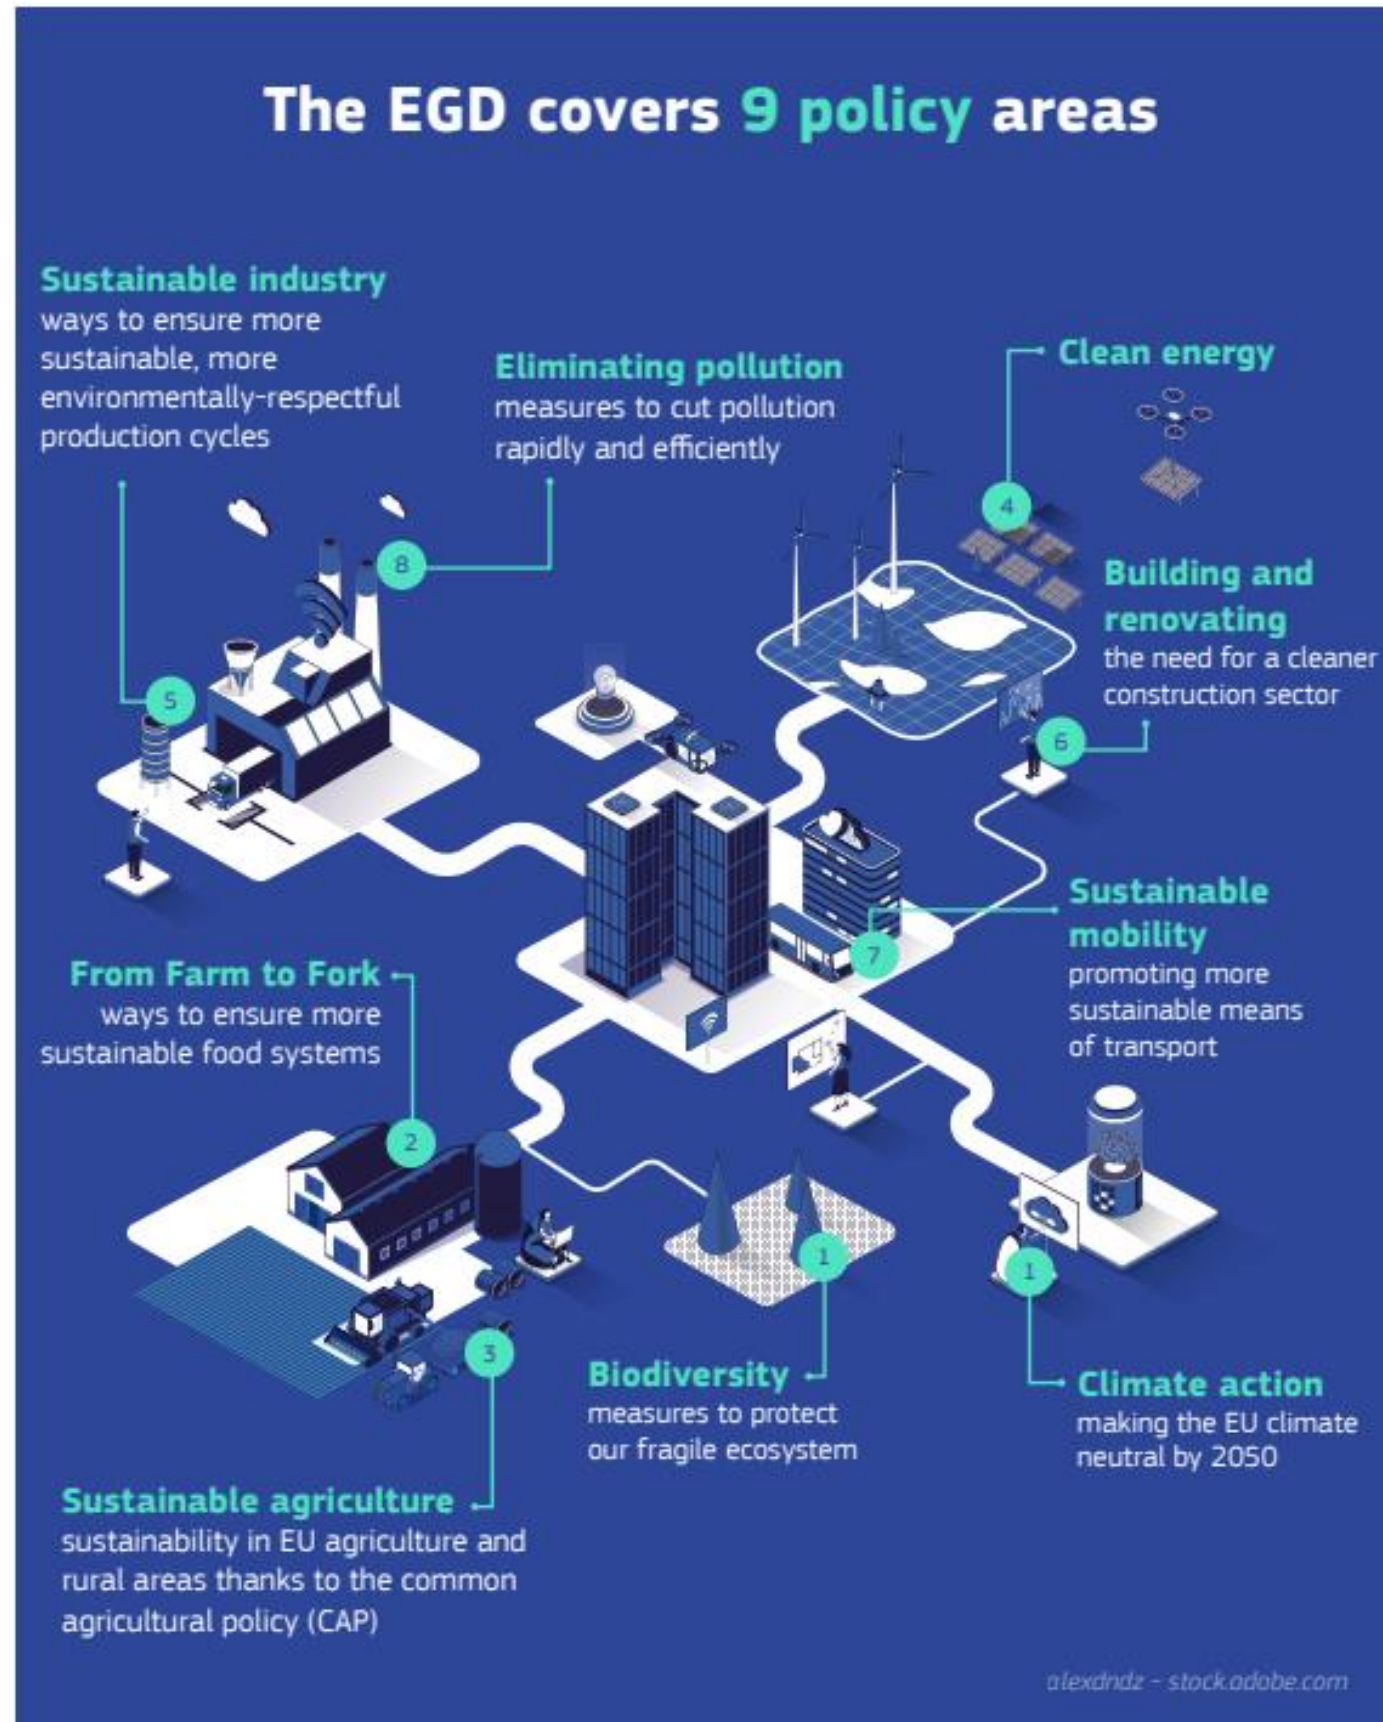 The EGD covers 9 policy areas
Sustainable industry
ways to ensure more
sustainable, more
environmentally-respectful
production cycles
Eliminating pollution
measures to cut pollution
rapidly and efficiently
Clean energy
8
4
5
Building and
renovating
the need for a cleaner
construction sector
6
Sustainable
mobility
promoting more
sustainable means
of transport
7
From Farm to Fork
ways to ensure more
sustainable food systems
2
3
1
1
Biodiversity
measures to protect
our fragile ecosystem
Climate action
making the EU climate
neutral by 2050
Sustainable agriculture
sustainability in EU agriculture and
rural areas thanks to the common
agricultural policy (CAP)
alexdndz - stock.adobe.com